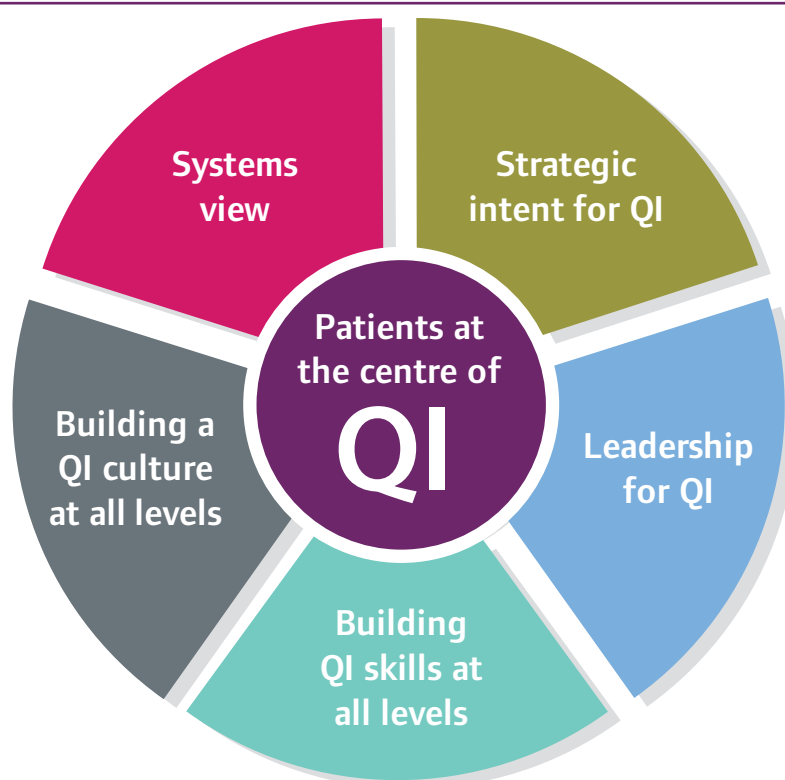 Systems
view
Strategic
intent for QI
Patients at
the centre of
QI
Building a
QI culture
at all levels
Leadership
for QI
Building
QI skills at
all levels